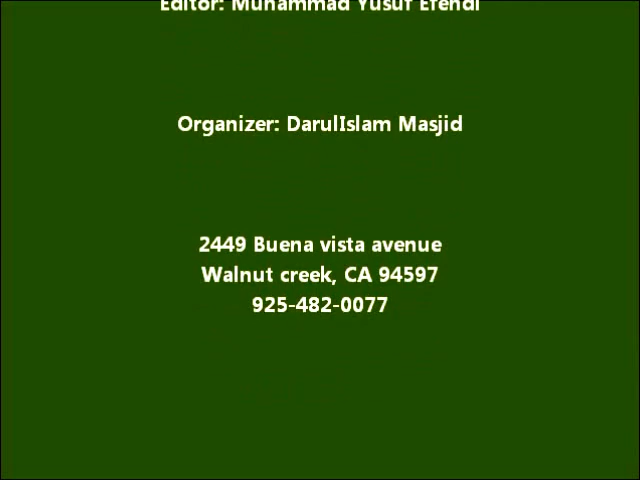 Editor: Muhammad Yusuf Efendi
Organizer: DarulIslam Masjid
2449 Buena vista avenue
Walnut creek, CA 94597
925-482-0077